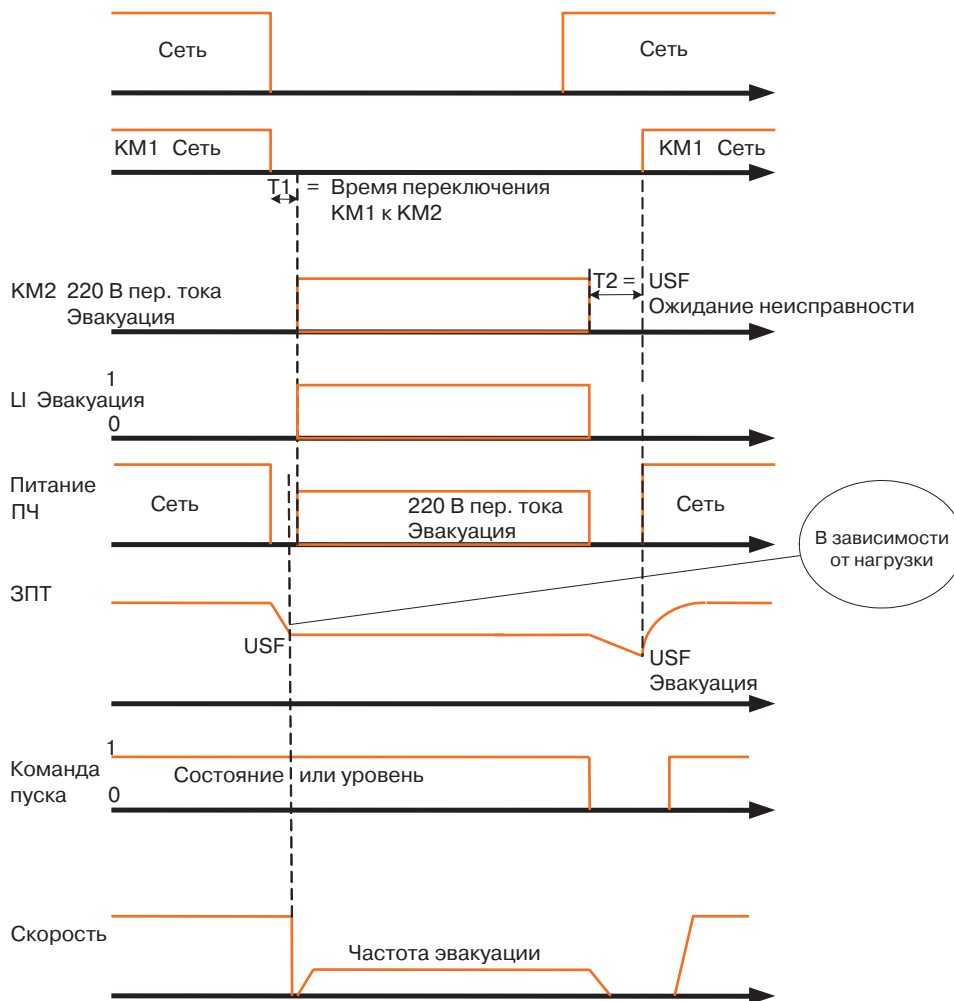 Сеть
Сеть
KM1 Сеть
KM1 Сеть
T1 = Время переключения
KM1 к KM2
KM2 220 В пер. тока
Эвакуация
T2 = USF
Ожидание неисправности
1
LI Эвакуация
0
Питание
ПЧ
Сеть
220 В пер. тока
Эвакуация
Сеть
В зависимости
от нагрузки
ЗПТ
USF
USF
Эвакуация
1
Команда
пуска
0
Состояние или уровень
Скорость
Частота эвакуации